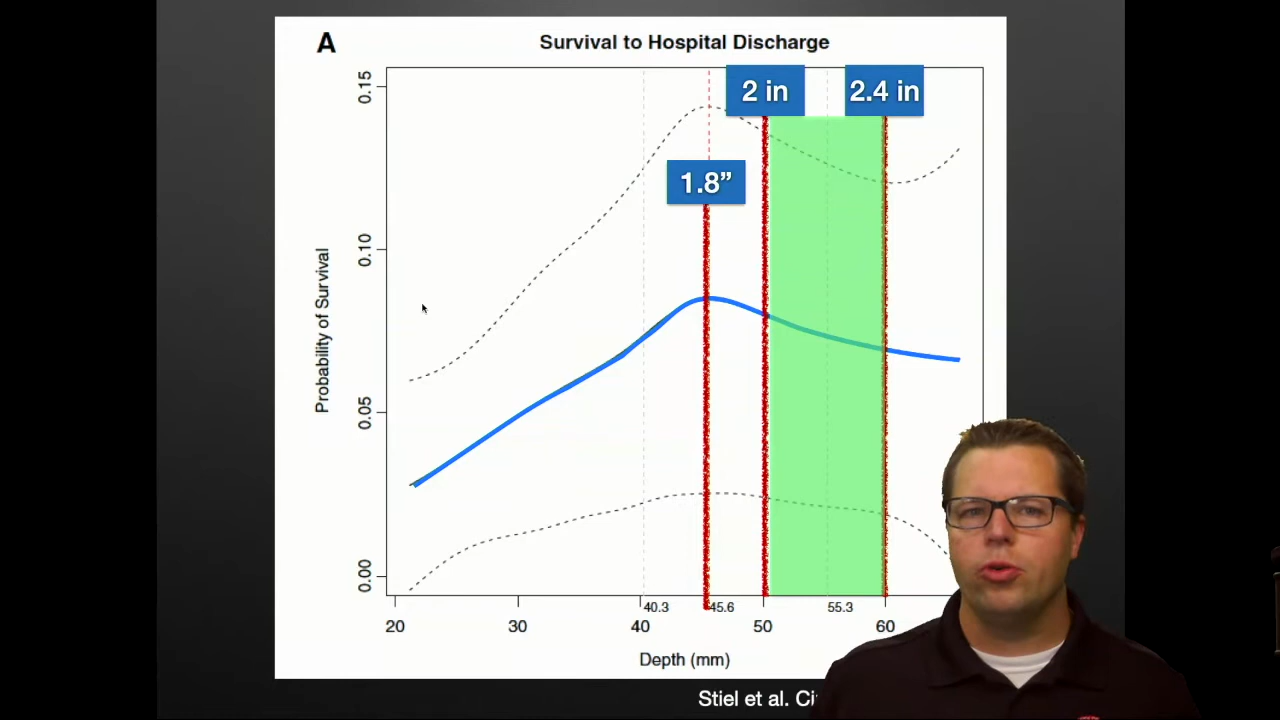 A
Survival to Hospital Discharge
2 in
2.4 in
1.8”
0.15
0.10
0.05
0.00
Probability of Survival
40.3
45.6
55.3
20
30
40
50
60
Depth (mm)
Stiel et al.